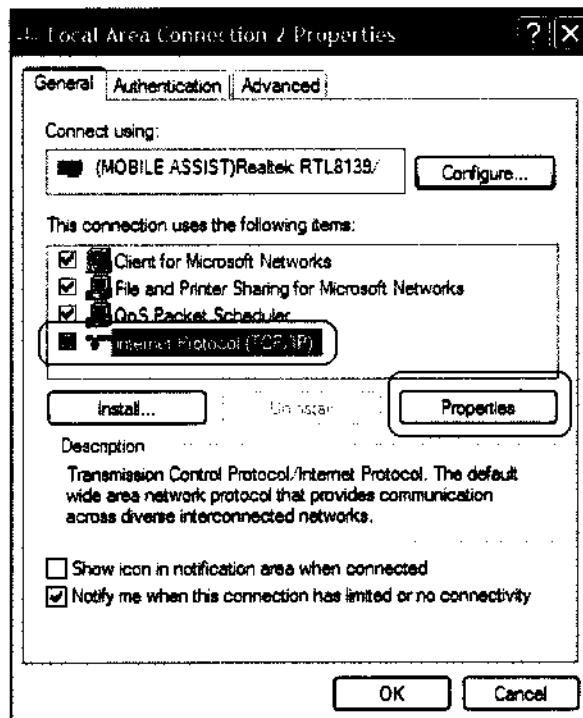 Local Area Connection 2 Properties
General Authentication Advanced
Connect using:
(MOBILE ASSIST)Realtek RTL8139/
Configure...
This connection uses the following items:
Client for Microsoft Networks
File and Printer Sharing for Microsoft Networks
QoS Packet Scheduler
Internet Protocol (TCP/IP)
Install... Uninstall Properties
Description
Transmission Control Protocol/Internet Protocol. The default
wide area network protocol that provides communication
across diverse interconnected networks.
Show icon in notification area when connected
Notify me when this connection has limited or no connectivity
OK Cancel